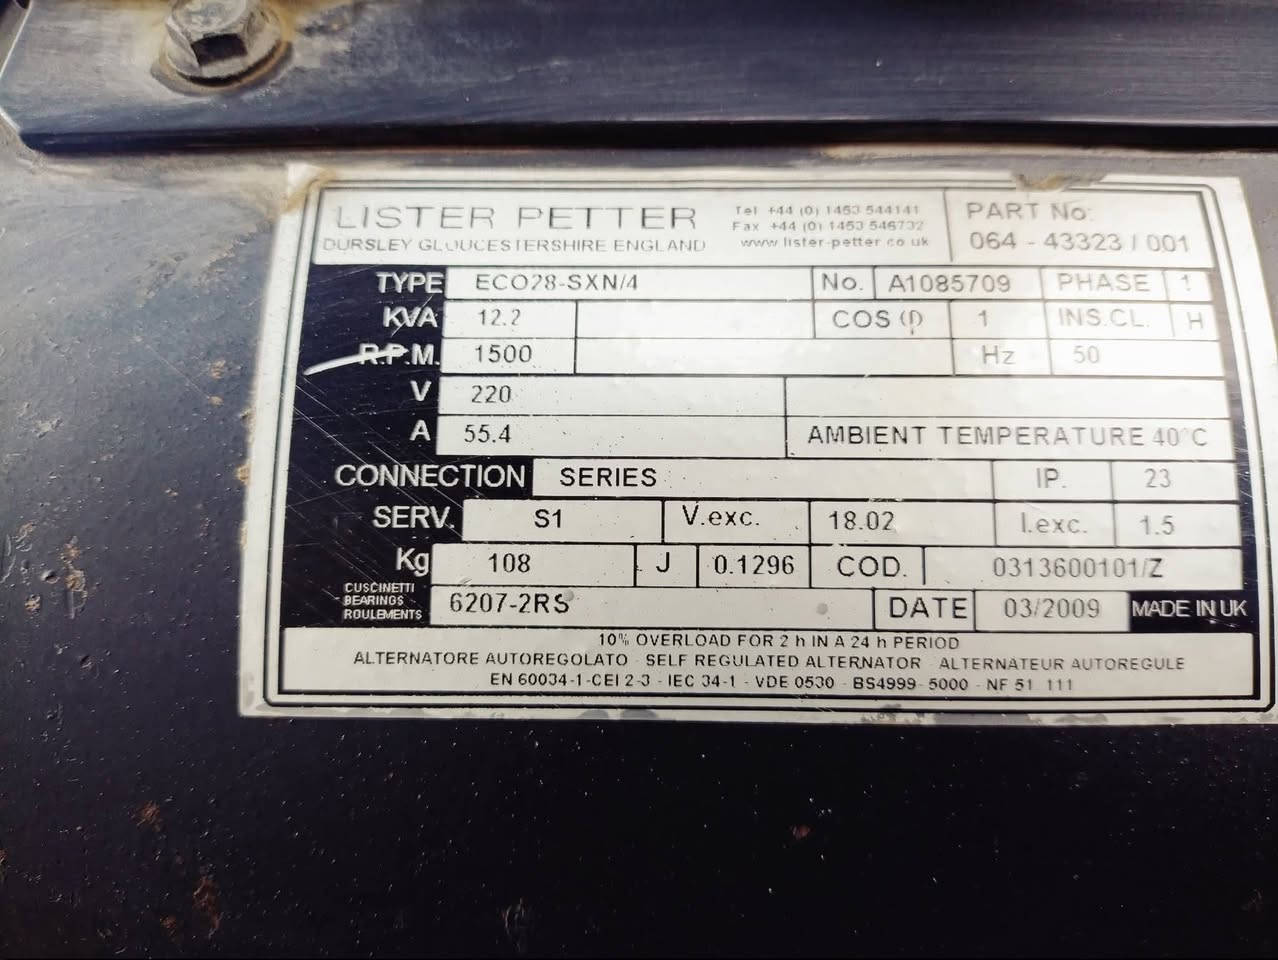 LISTER PETTER
DURSLEY GLOUCESTERSHIRE ENGLAND
Tel +44 (0) 1453 544141
Fax +44 (0) 1453 546732
www lister-petter co uk
PART No:
064 - 43323 / 001
TYPE ECO28-SXN/4 No. A1085709 PHASE 1
KVA 12.2 COS φ 1 INS.CL. H
R.P.M. 1500 Hz 50
V 220
A 55.4 AMBIENT TEMPERATURE 40°C
CONNECTION SERIES IP. 23
SERV. S1 V.exc. 18.02 I.exc. 1.5
Kg 108 J 0.1296 COD. 0313600101/Z
CUSCINETTI
BEARINGS
ROULEMENTS
6207-2RS DATE 03/2009 MADE IN UK
10% OVERLOAD FOR 2 h IN A 24 h PERIOD
ALTERNATORE AUTOREGOLATO - SELF REGULATED ALTERNATOR - ALTERNATEUR AUTOREGULE
EN 60034-1-CEI 2-3 - IEC 34-1 - VDE 0530 - BS4999-5000 - NF 51 111